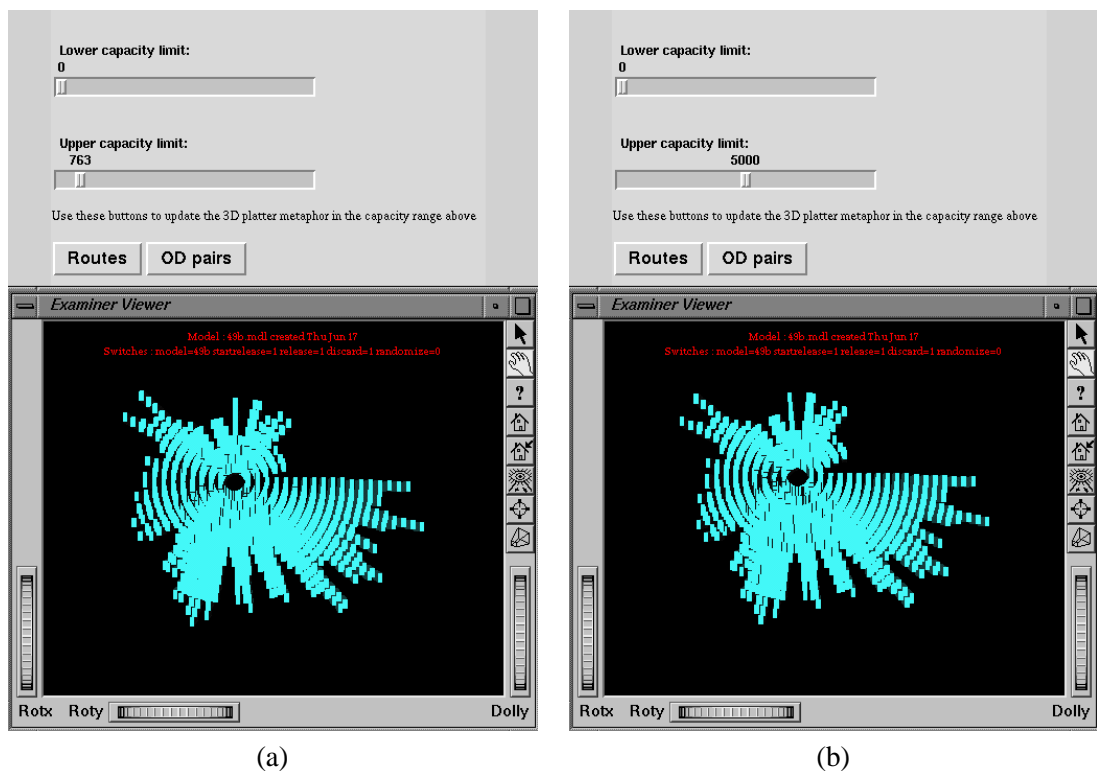 Lower capacity limit:
0
Upper capacity limit:
763
Use these buttons to update the 3D platter metaphor in the capacity range above
Routes OD pairs
Examiner Viewer
Model : 49b.mdl created Thu Jun 17
Switches : model=49b startrelease=1 release=1 discard=1 randomize=0
?
Rotx Roty Dolly
(a)
Lower capacity limit:
0
Upper capacity limit:
5000
Use these buttons to update the 3D platter metaphor in the capacity range above
Routes OD pairs
Examiner Viewer
Model : 49b.mdl created Thu Jun 17
Switches : model=49b startrelease=1 release=1 discard=1 randomize=0
?
Rotx Roty Dolly
(b)